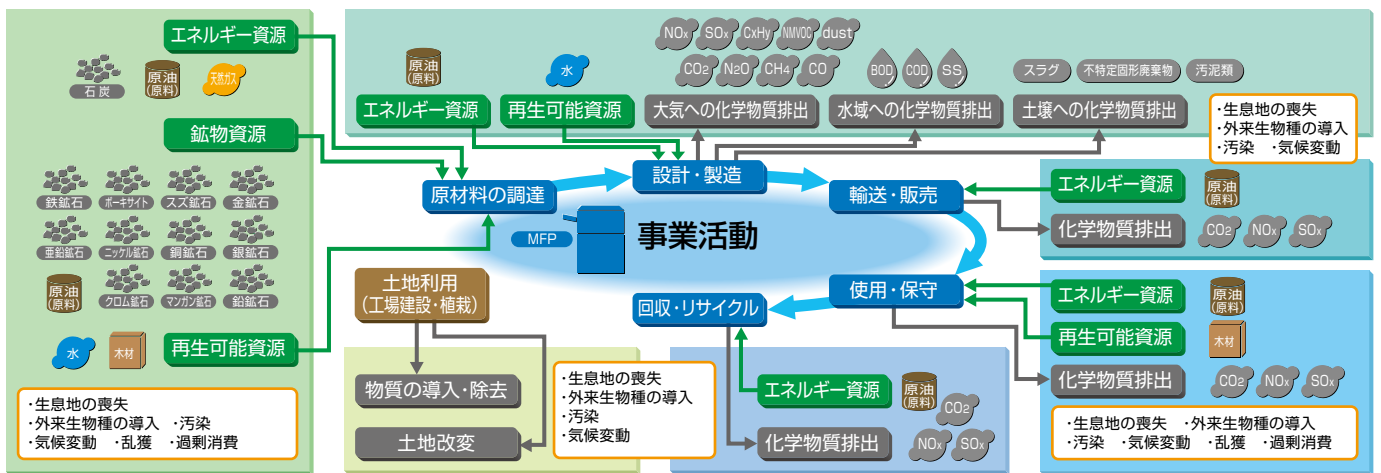 エネルギー資源
石炭
原油
(原料)
天然ガス
鉱物資源
鉄鉱石
ボーキサイト
スズ鉱石
金鉱石
亜鉛鉱石
ニッケル鉱石
銅鉱石
銀鉱石
原油
(原料)
クロム鉱石
マンガン鉱石
鉛鉱石
水
木材
再生可能資源
・生息地の喪失
・外来生物種の導入 ・汚染
・気候変動 ・乱獲 ・過剰消費
原油
(原料)
エネルギー資源
水
再生可能資源
NOx SOx CxHy NMVOC dust
CO2 N2O CH4 CO
大気への化学物質排出
BOD COD SS
水域への化学物質排出
スラグ 不特定固形廃棄物 汚泥類
土壌への化学物質排出
・生息地の喪失
・外来生物種の導入
・汚染 ・気候変動
原材料の調達
設計・製造
輸送・販売
MFP
事業活動
使用・保守
回収・リサイクル
エネルギー資源
原油
(原料)
化学物質排出
CO2 NOx SOx
エネルギー資源
原油
(原料)
再生可能資源
木材
化学物質排出
CO2 NOx SOx
・生息地の喪失 ・外来生物種の導入
・汚染 ・気候変動 ・乱獲 ・過剰消費
土地利用
(工場建設・植栽)
物質の導入・除去
土地改変
・生息地の喪失
・外来生物種の導入
・汚染
・気候変動
エネルギー資源
原油
(原料)
CO2
化学物質排出
NOx SOx